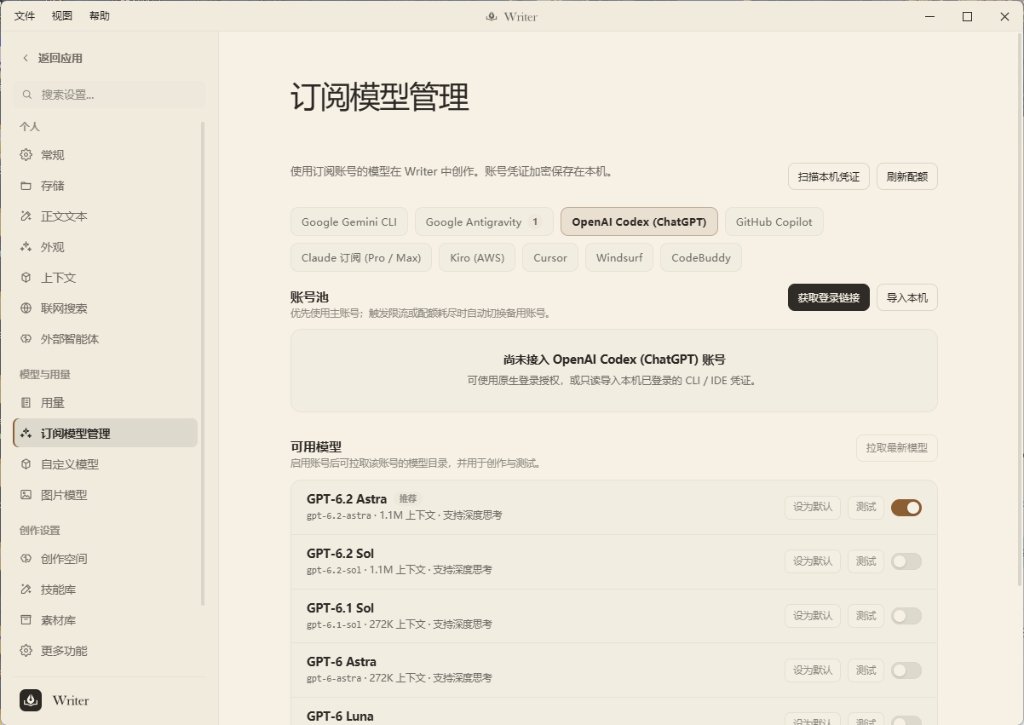 文件 视图 帮助
Writer
返回应用
搜索设置...
个人
常规
存储
正文文本
外观
上下文
联网搜索
外部智能体
模型与用量
用量
订阅模型管理
自定义模型
图片模型
创作设置
创作空间
技能库
素材库
更多功能
Writer
订阅模型管理
使用订阅账号的模型在 Writer 中创作。账号凭证加密保存在本机。
扫描本机凭证 刷新配额
Google Gemini CLI Google Antigravity 1 OpenAI Codex (ChatGPT) GitHub Copilot
Claude 订阅 (Pro / Max) Kiro (AWS) Cursor Windsurf CodeBuddy
账号池
优先使用主账号；触发限流或配额耗尽时自动切换备用账号。
获取登录链接 导入本机
尚未接入 OpenAI Codex (ChatGPT) 账号
可使用原生登录授权，或只读导入本机已登录的 CLI / IDE 凭证。
可用模型
启用账号后可拉取该账号的模型目录，并用于创作与测试。
拉取最新模型
GPT-6.2 Astra 推荐
gpt-6.2-astra · 1.1M 上下文 · 支持深度思考
设为默认 测试
GPT-6.2 Sol
gpt-6.2-sol · 1.1M 上下文 · 支持深度思考
设为默认 测试
GPT-6.1 Sol
gpt-6.1-sol · 272K 上下文 · 支持深度思考
设为默认 测试
GPT-6 Astra
gpt-6-astra · 272K 上下文 · 支持深度思考
设为默认 测试
GPT-6 Luna
设为默认 测试